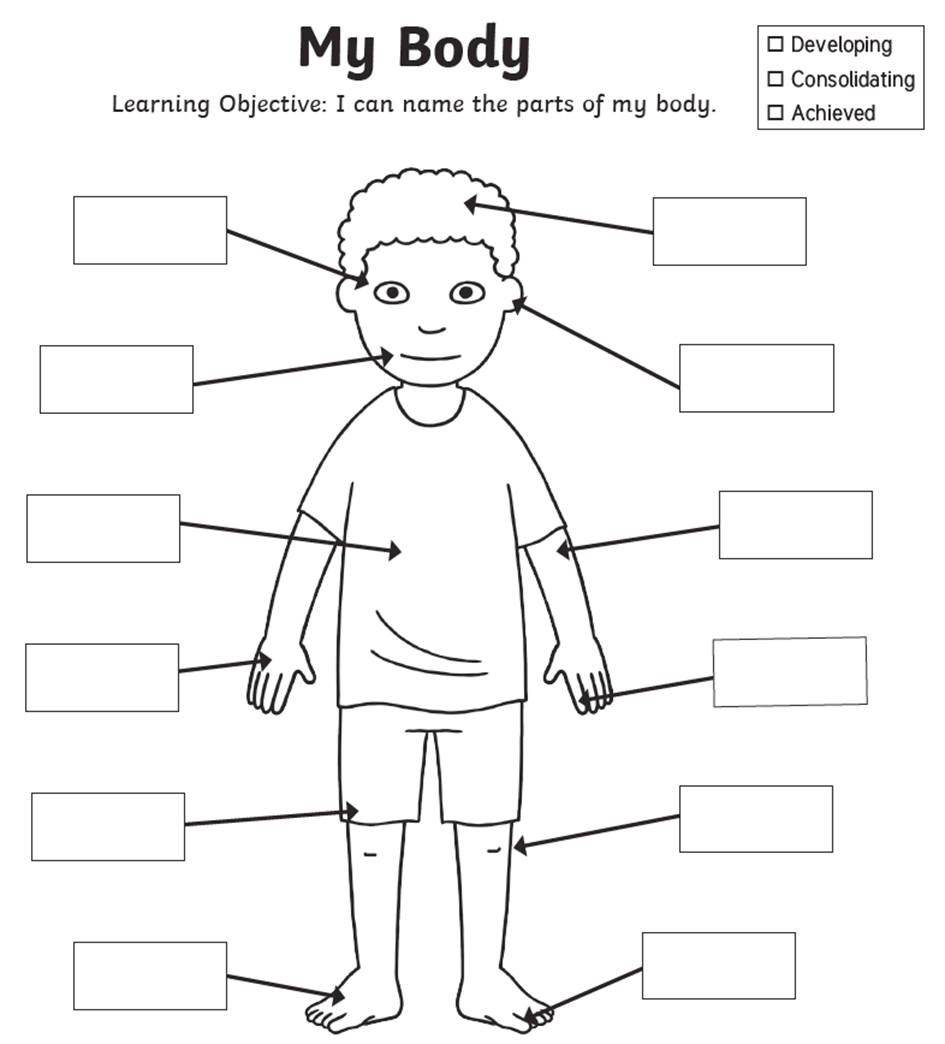 My Body
Learning Objective: I can name the parts of my body.
☐ Developing
☐ Consolidating
☐ Achieved